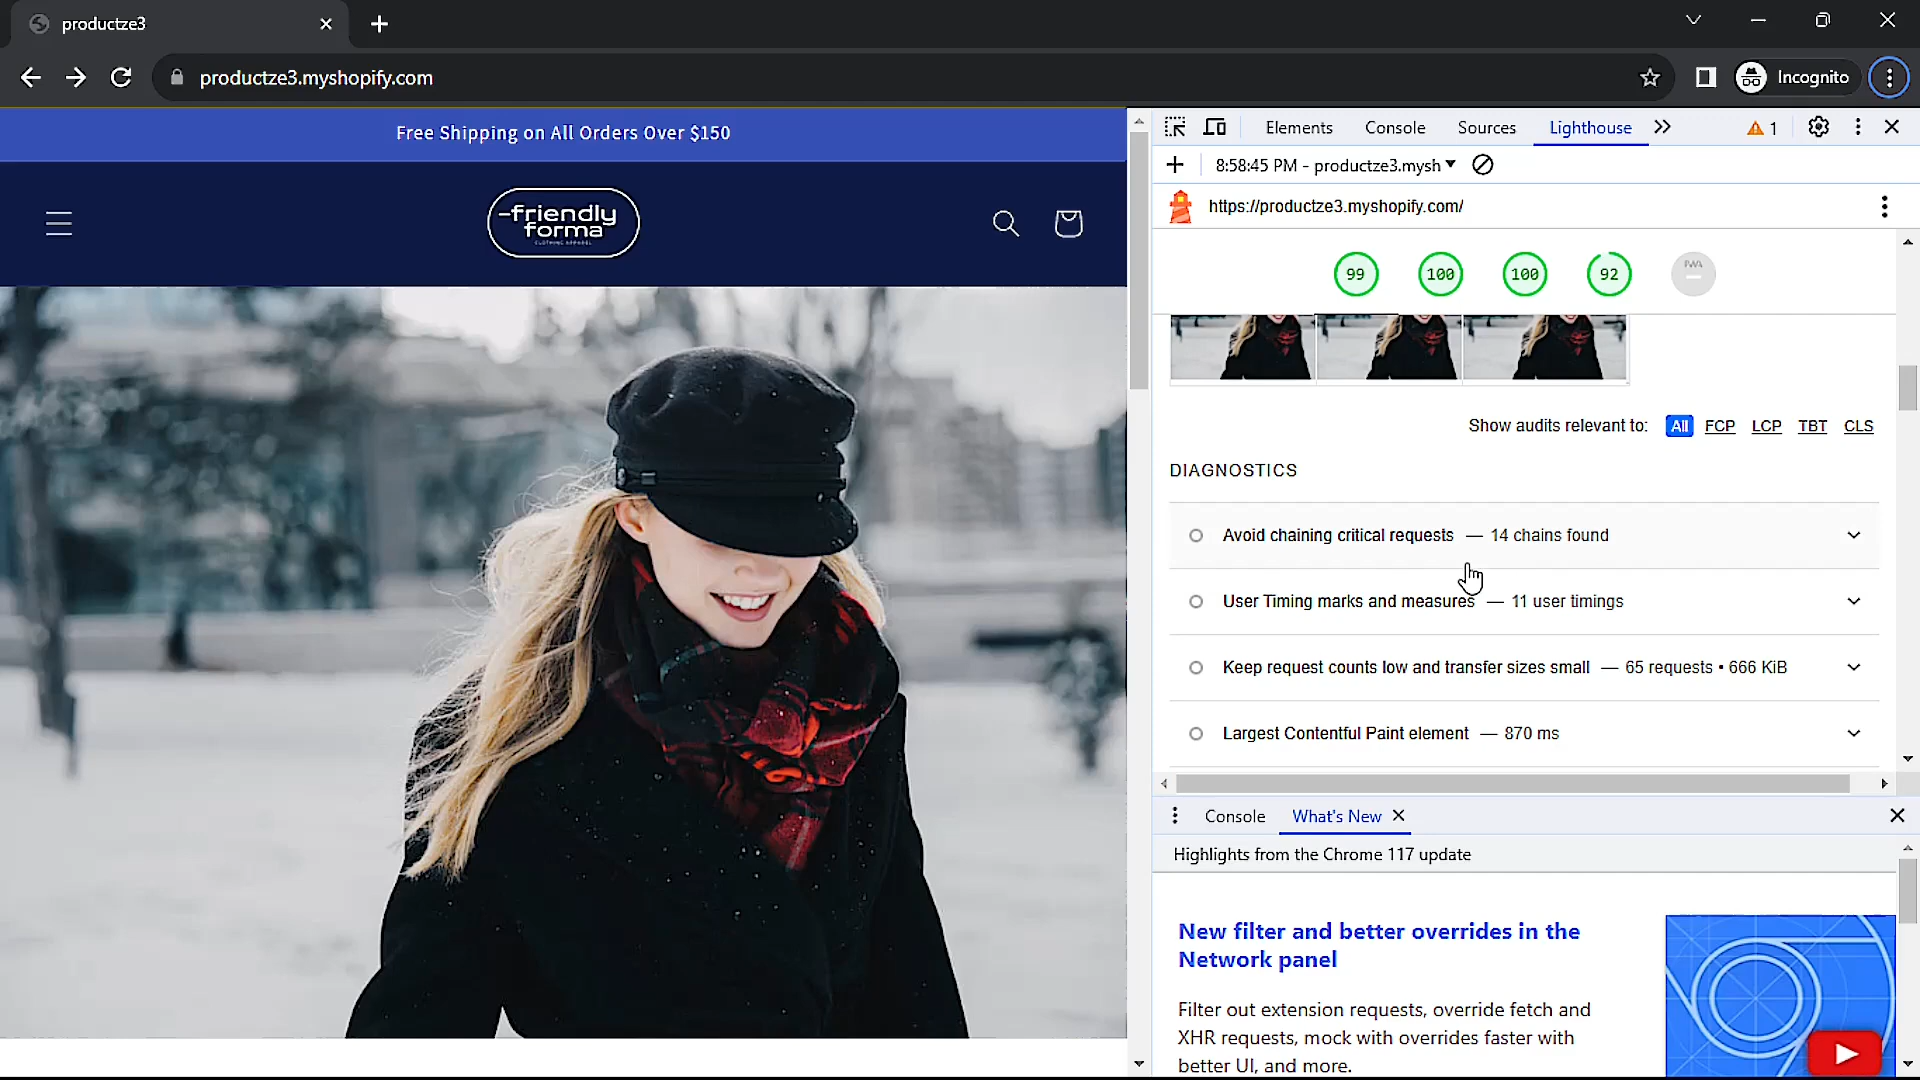 productze3
productze3.myshopify.com
Incognito
Free Shipping on All Orders Over $150
-friendly
forma
CLOTHING APPAREL
Elements Console Sources Lighthouse 1
8:58:45 PM - productze3.mysh
https://productze3.myshopify.com/
99 100 100 92 PWA
Show audits relevant to: All FCP LCP TBT CLS
DIAGNOSTICS
Avoid chaining critical requests — 14 chains found
User Timing marks and measures — 11 user timings
Keep request counts low and transfer sizes small — 65 requests • 666 KiB
Largest Contentful Paint element — 870 ms
Console What's New
Highlights from the Chrome 117 update
New filter and better overrides in the
Network panel
Filter out extension requests, override fetch and
XHR requests, mock with overrides faster with
better UI, and more.